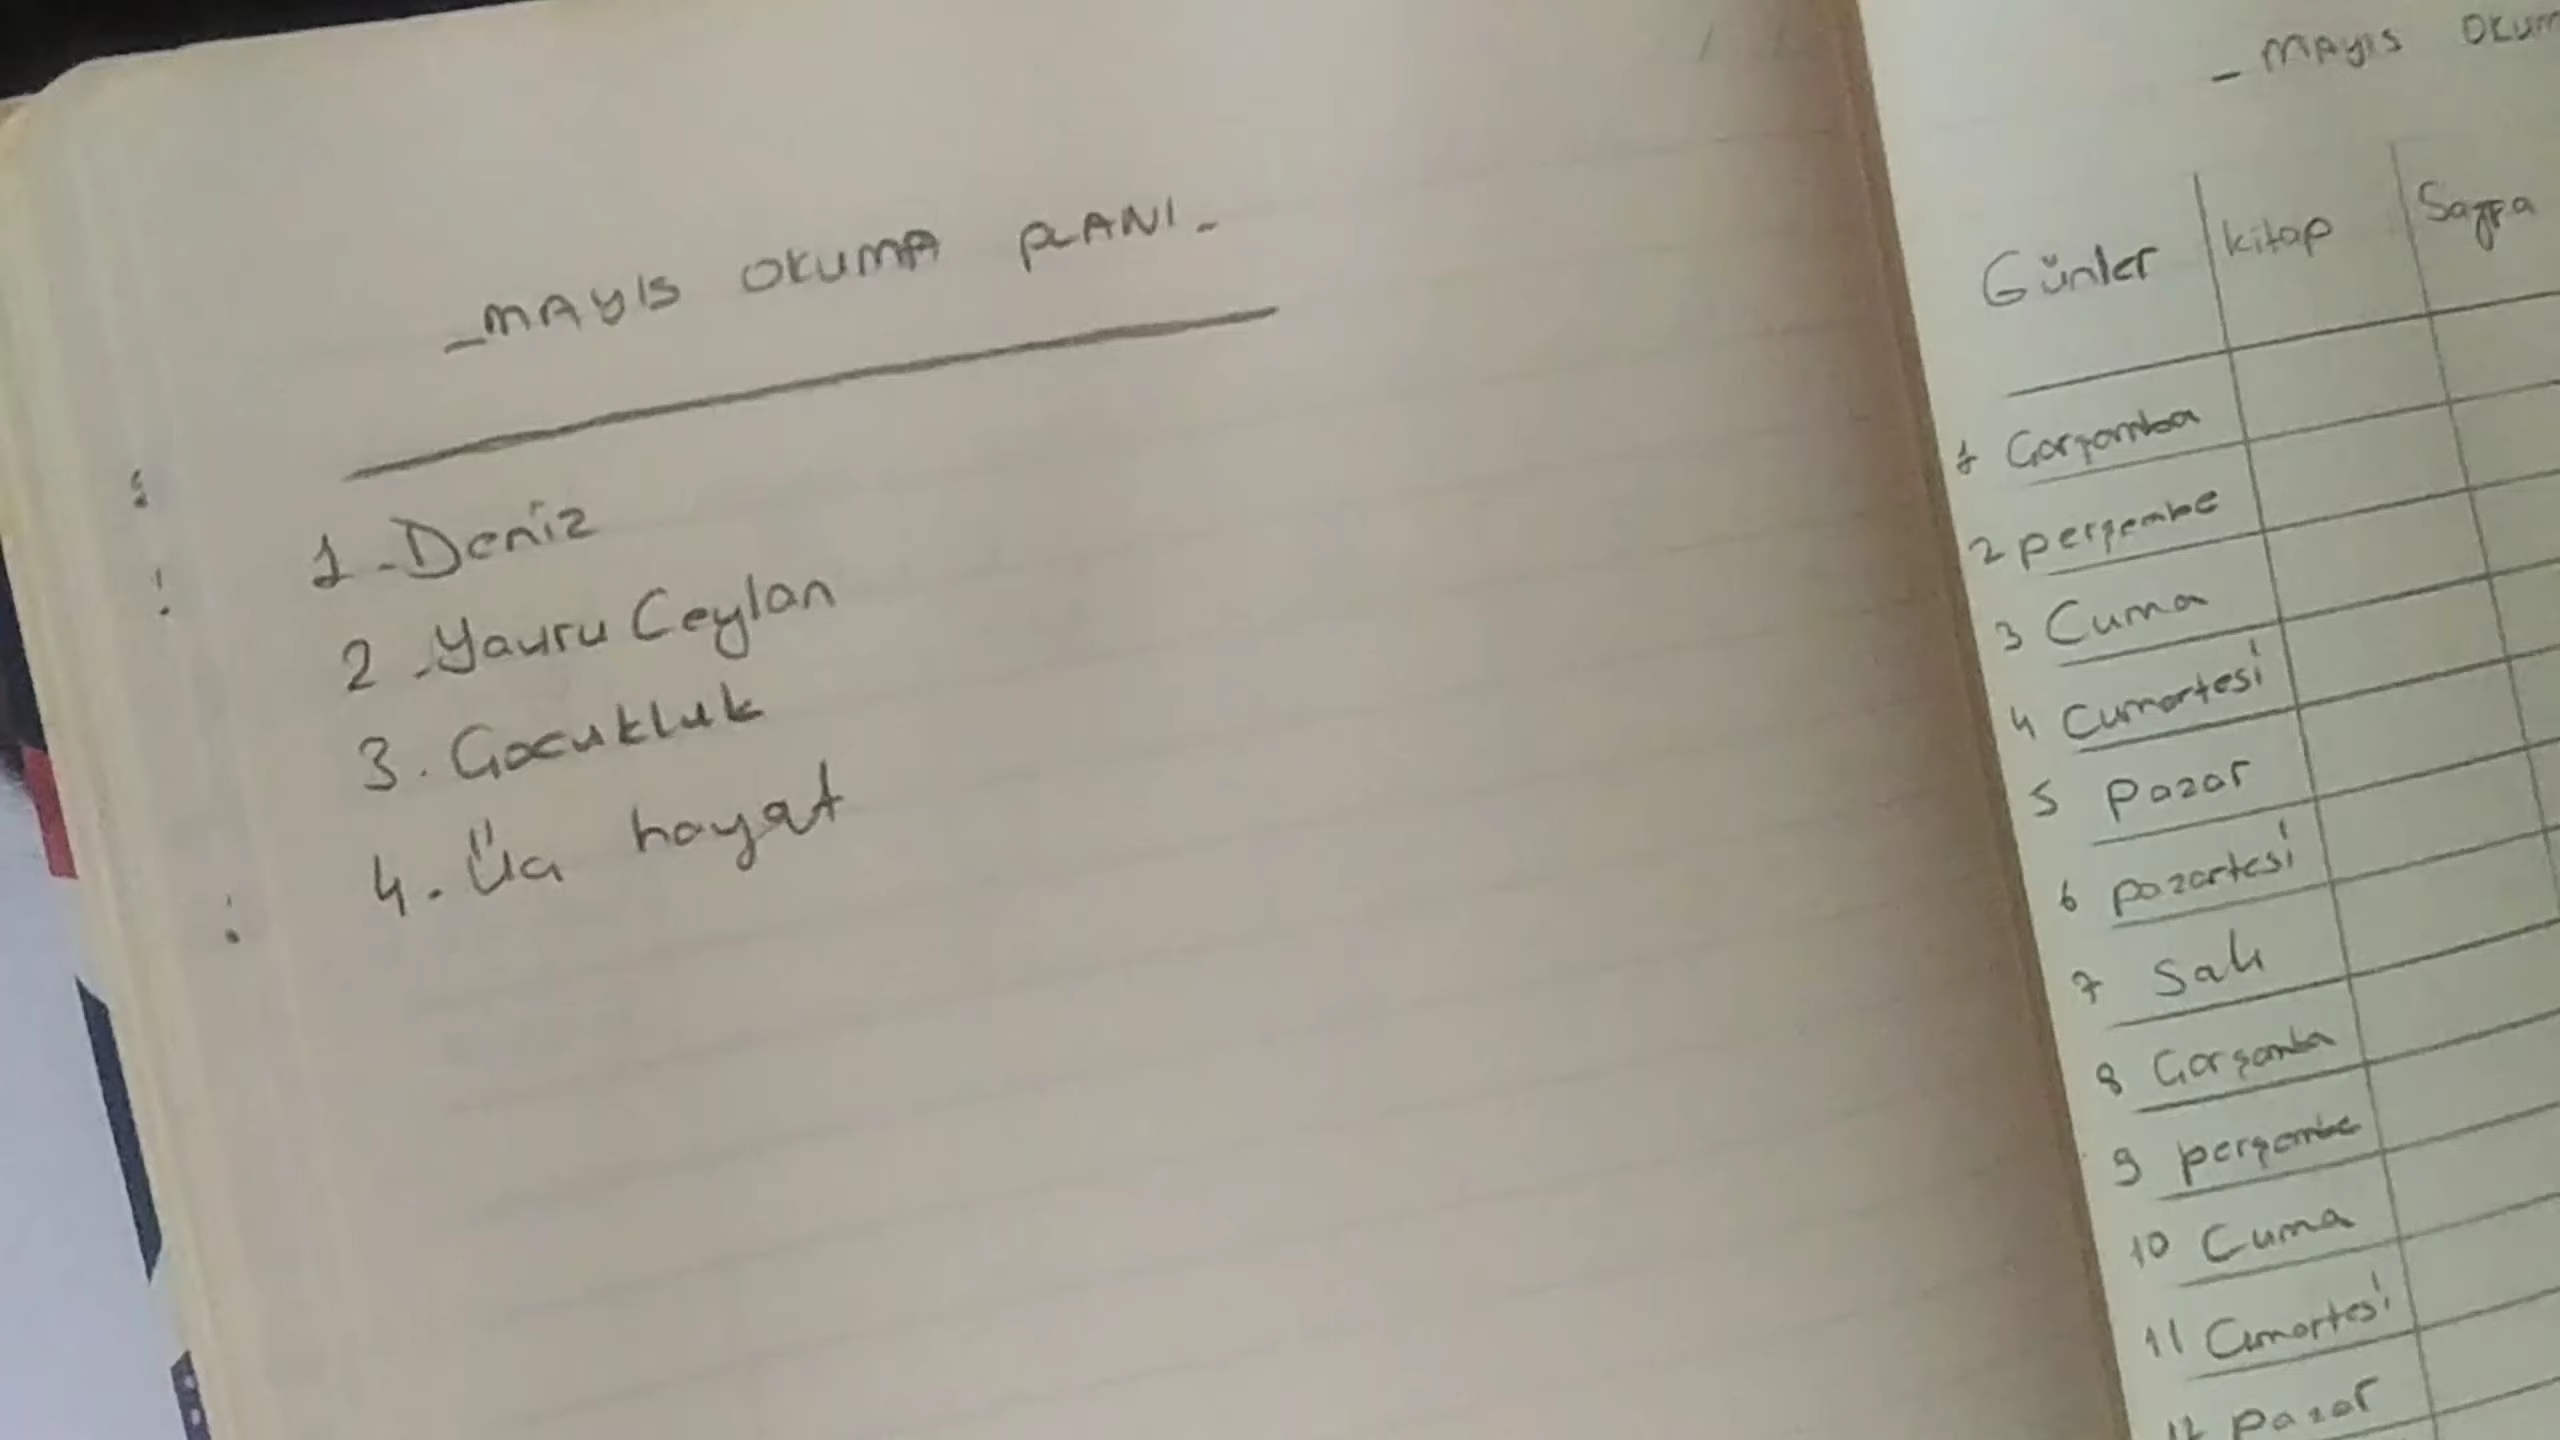 _MAYIS OKUMA PLANI_
1-Deniz
2-Yavru Ceylan
3. Çocukluk
4. Üç hayat
_MAYIS OKUM
Günler kitap Sayfa
1 Çarşamba
2 perşembe
3 Cuma
4 Cumartesi
5 pazar
6 pazartesi
7 Salı
8 Çarşamba
9 perşembe
10 Cuma
11 Cumartesi
12 pazar